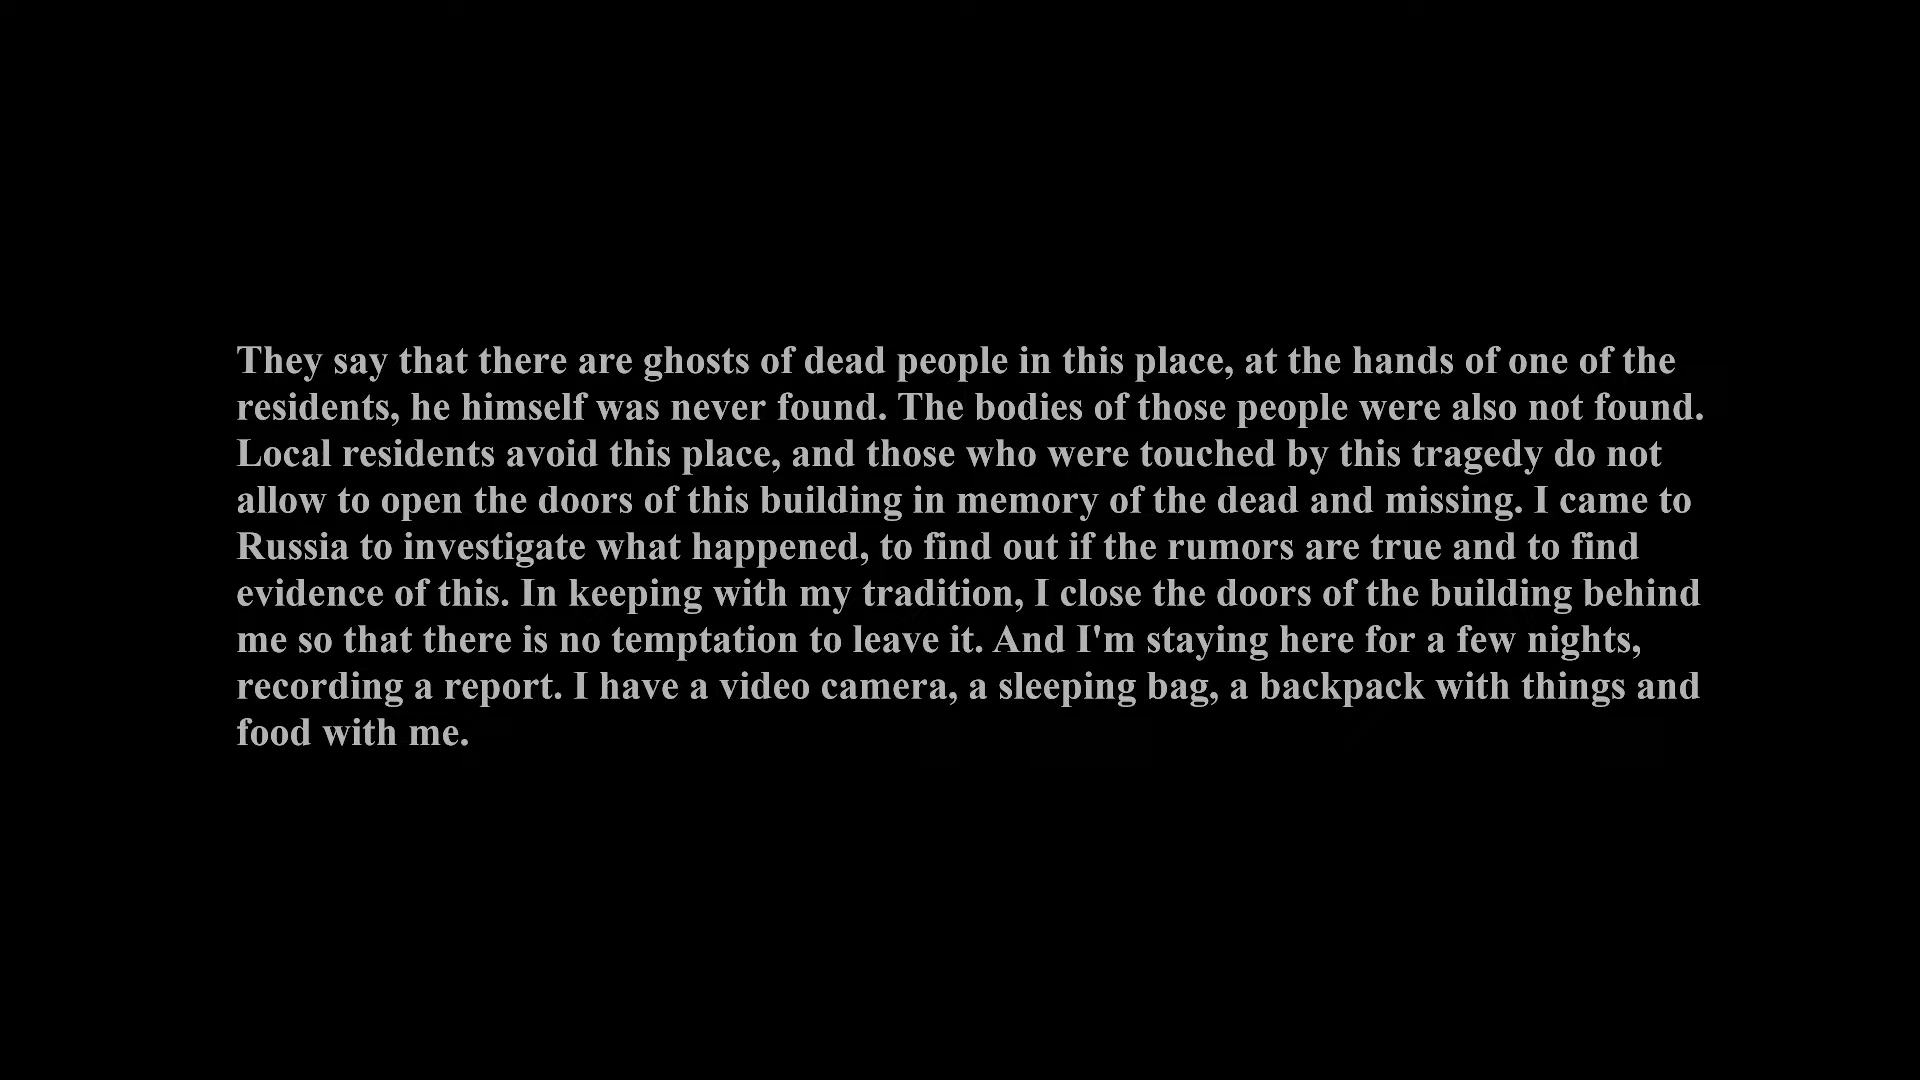 They say that there are ghosts of dead people in this place, at the hands of one of the
residents, he himself was never found. The bodies of those people were also not found.
Local residents avoid this place, and those who were touched by this tragedy do not
allow to open the doors of this building in memory of the dead and missing. I came to
Russia to investigate what happened, to find out if the rumors are true and to find
evidence of this. In keeping with my tradition, I close the doors of the building behind
me so that there is no temptation to leave it. And I'm staying here for a few nights,
recording a report. I have a video camera, a sleeping bag, a backpack with things and
food with me.